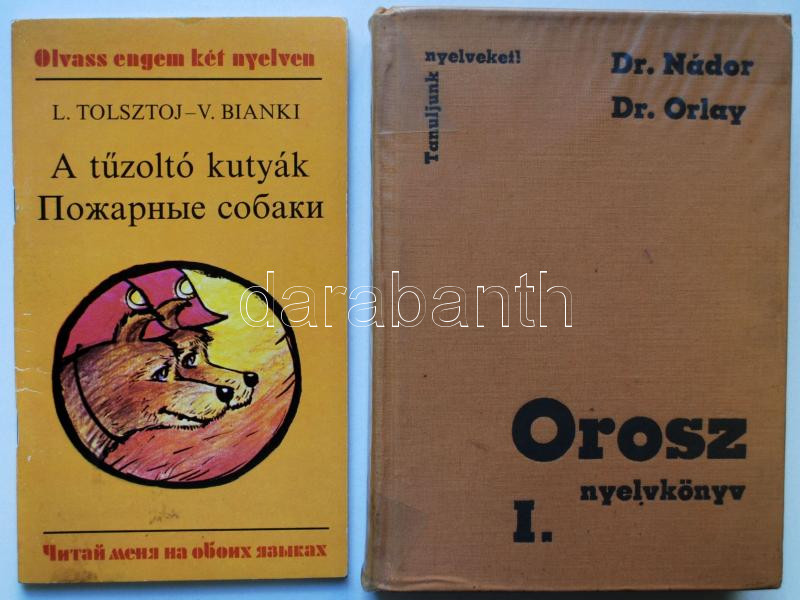 Olvass engem két nyelven
L. TOLSZTOJ–V. BIANKI
A tűzoltó kutyák
Пожарные собаки
Читай меня на обоих языках
Tanuljunk
nyelveket!
Dr. Nádor
Dr. Orlay
Orosz
nyelvkönyv
I.
darabanth